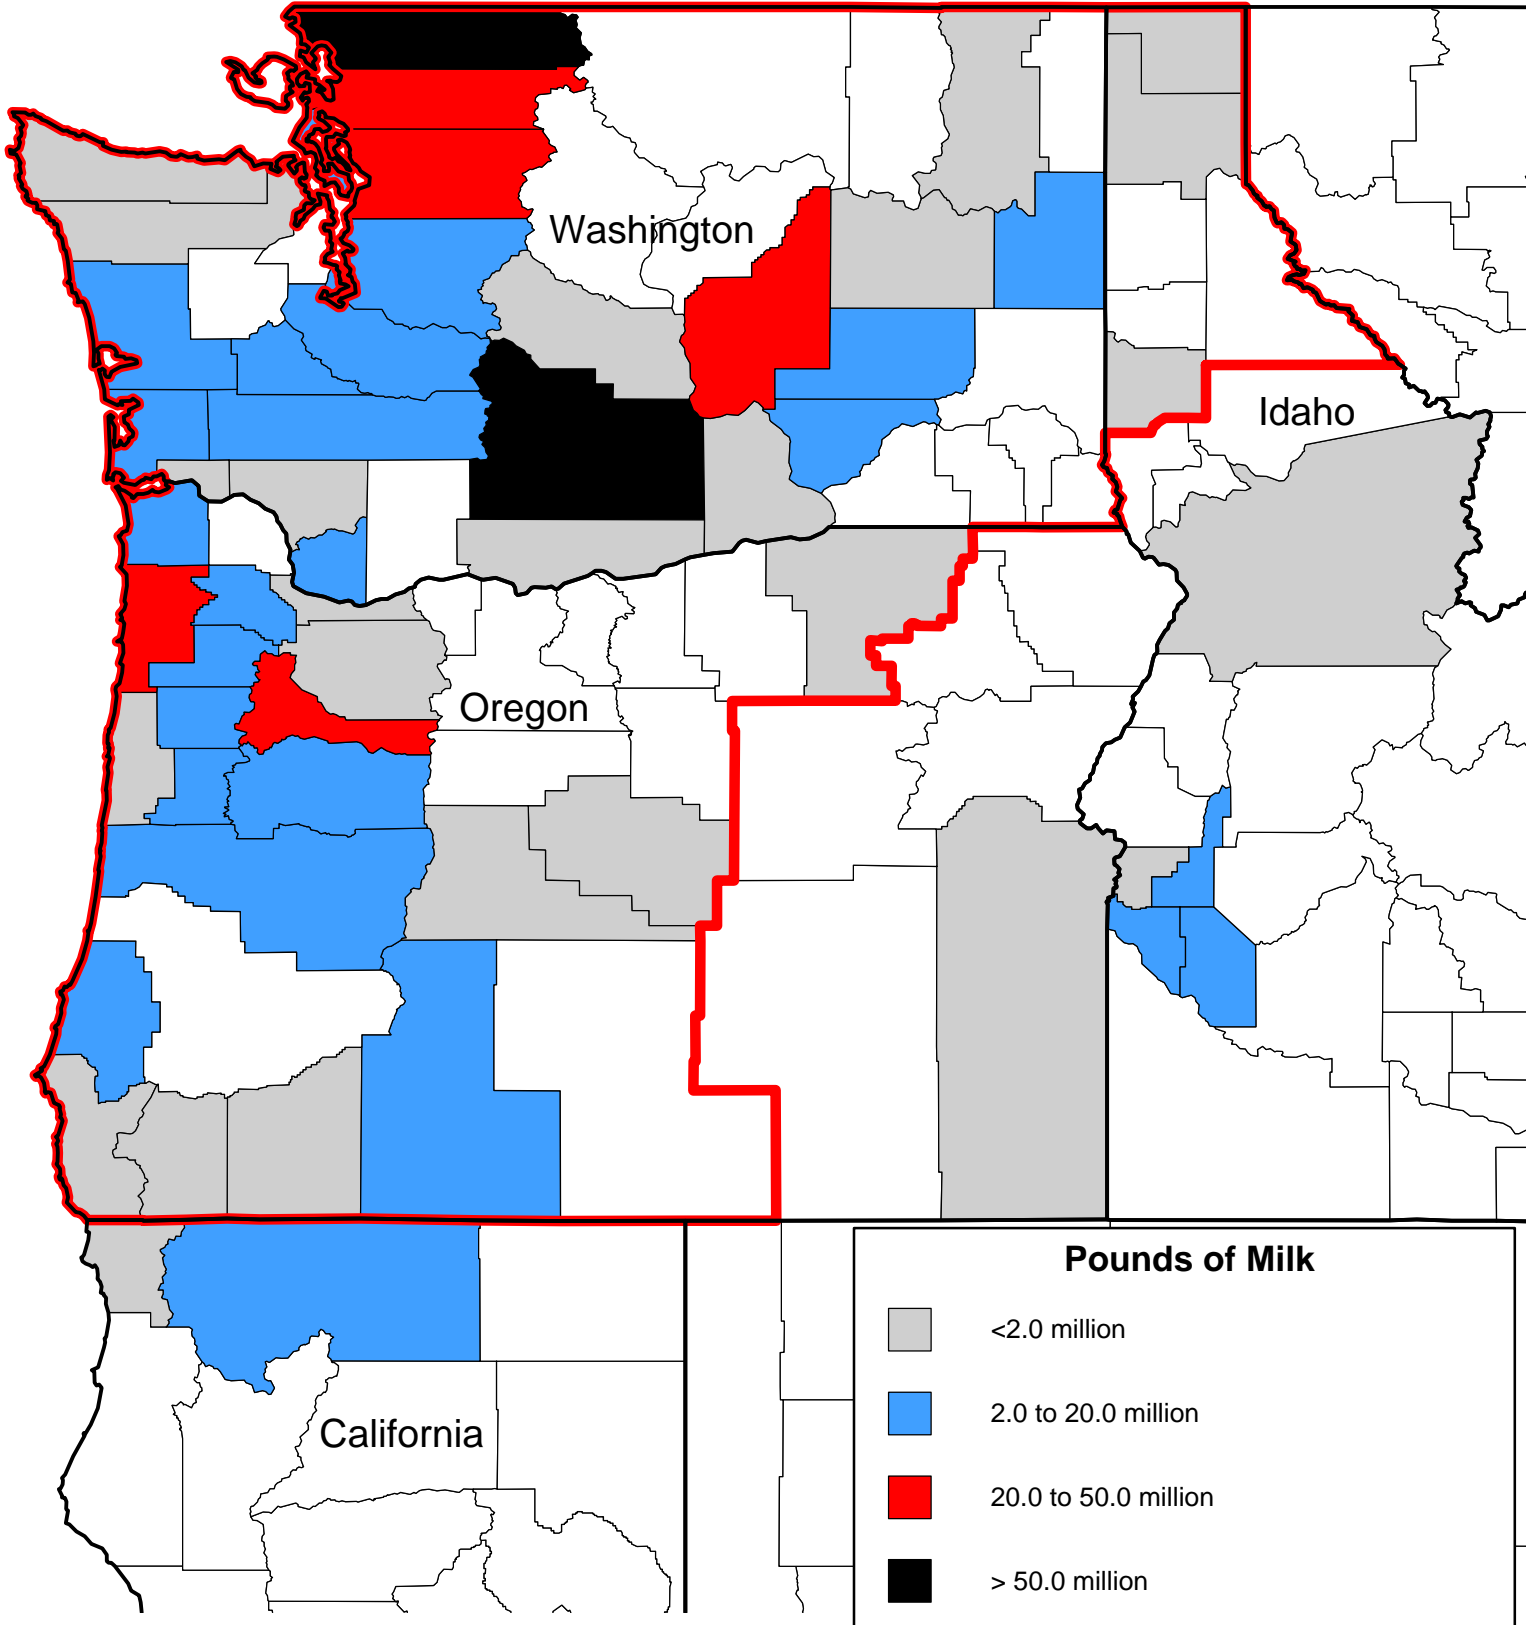 Washington
Idaho
Oregon
California
Pounds of Milk
<2.0 million
2.0 to 20.0 million
20.0 to 50.0 million
> 50.0 million